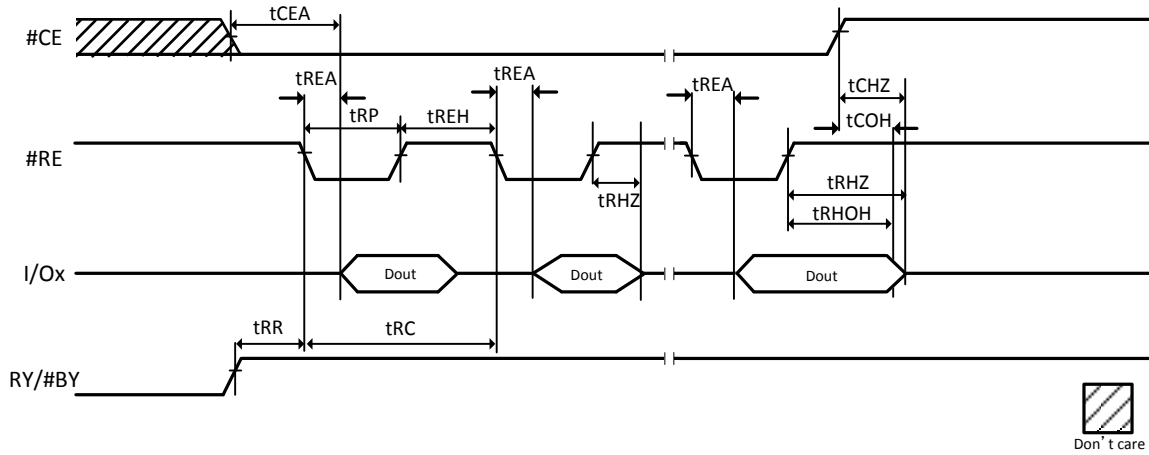 tCEA
#CE
tREA
tREA
tREA
tCHZ
tRP
tREH
tCOH
#RE
tRHZ
tRHZ
tRHOH
I/Ox
Dout
Dout
Dout
tRR
tRC
RY/#BY
Don’t care